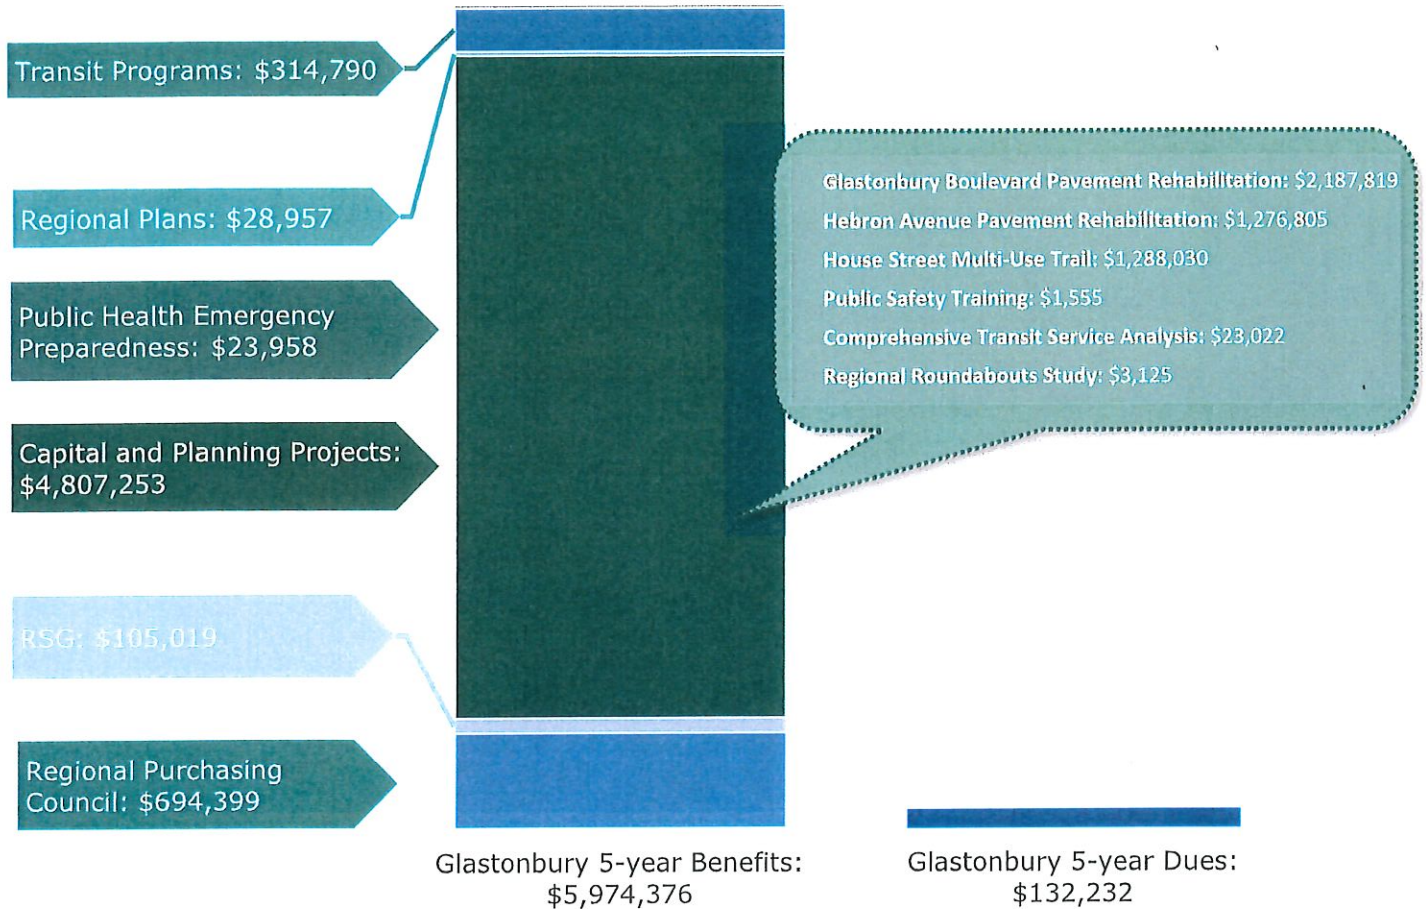 Transit Programs: $314,790
Regional Plans: $28,957
Public Health Emergency
Preparedness: $23,958
Capital and Planning Projects:
$4,807,253
RSG: $105,019
Regional Purchasing
Council: $694,399
Glastonbury Boulevard Pavement Rehabilitation: $2,187,819
Hebron Avenue Pavement Rehabilitation: $1,276,805
House Street Multi-Use Trail: $1,288,030
Public Safety Training: $1,555
Comprehensive Transit Service Analysis: $23,022
Regional Roundabouts Study: $3,125
Glastonbury 5-year Benefits:
$5,974,376
Glastonbury 5-year Dues:
$132,232